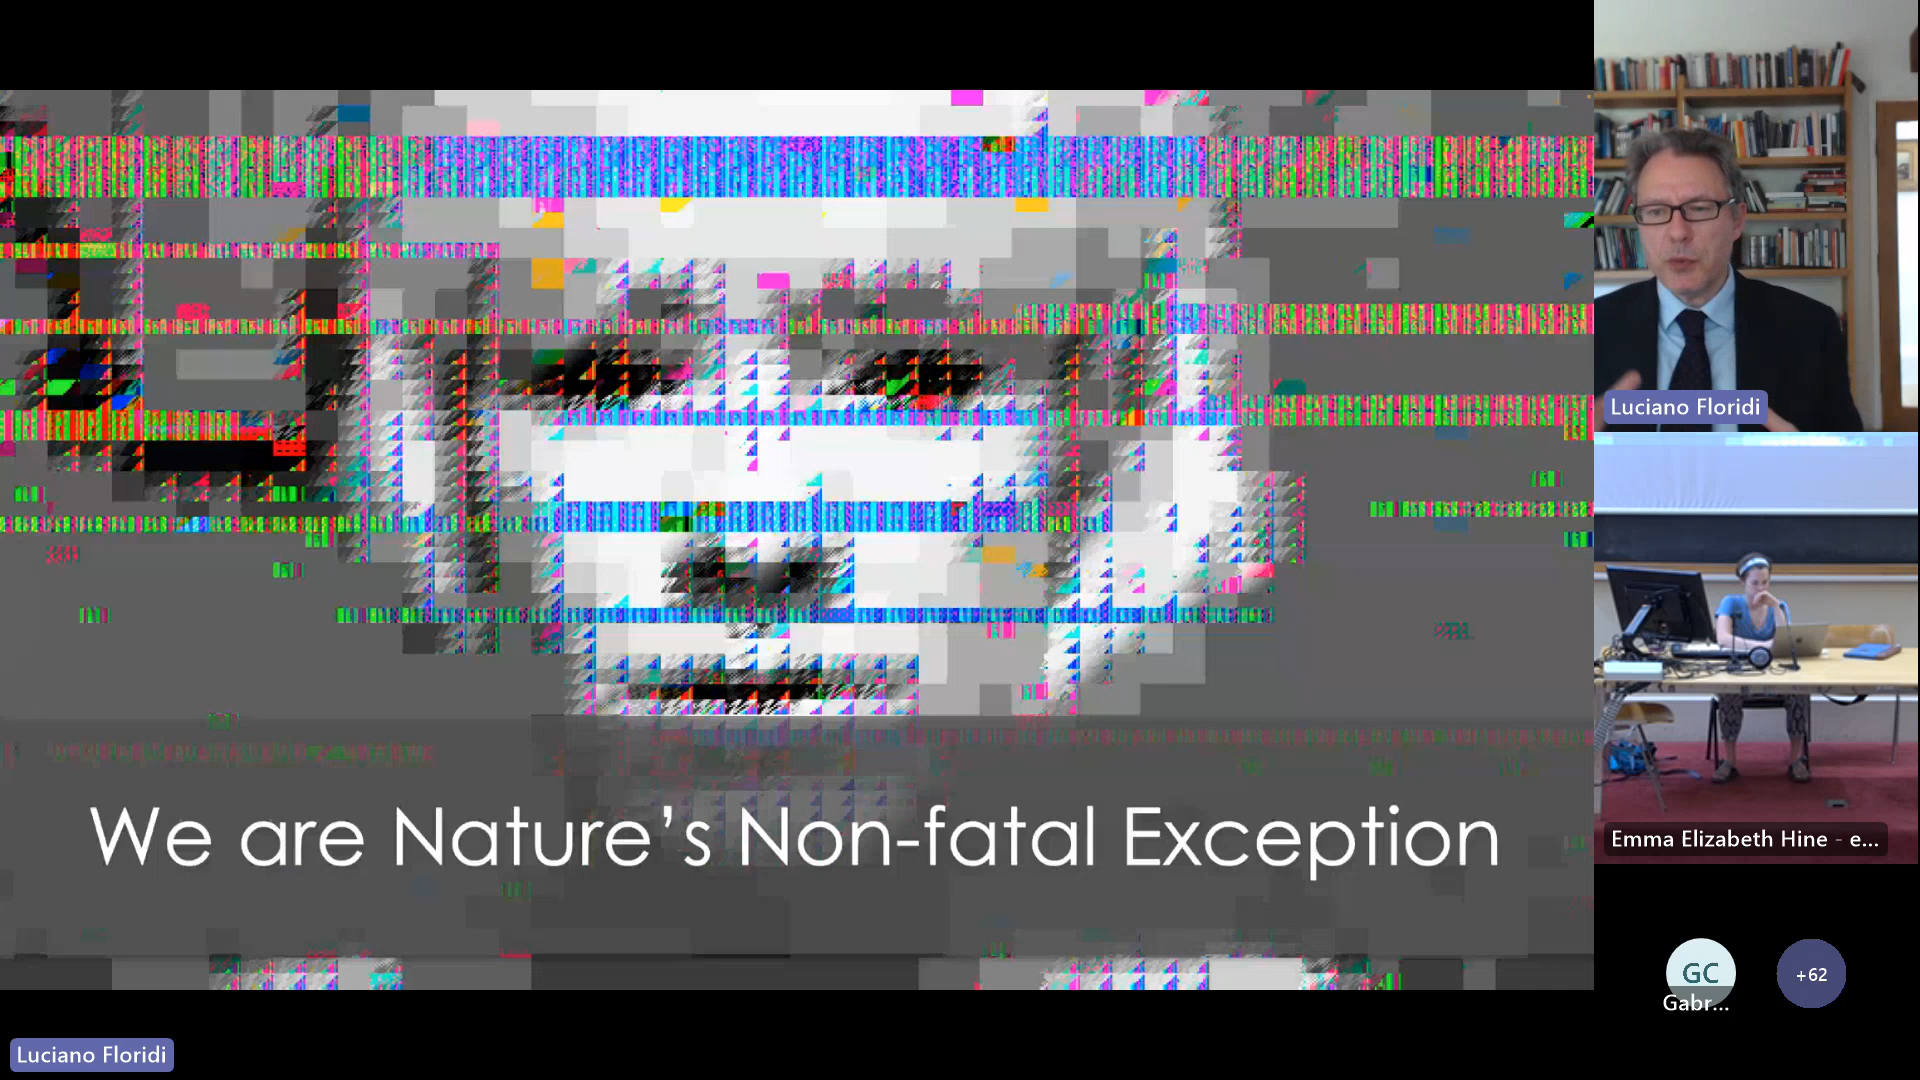 We are Nature's Non-fatal Exception
Luciano Floridi
Emma Elizabeth Hine - e...
GC
Gabr...
+62
Luciano Floridi